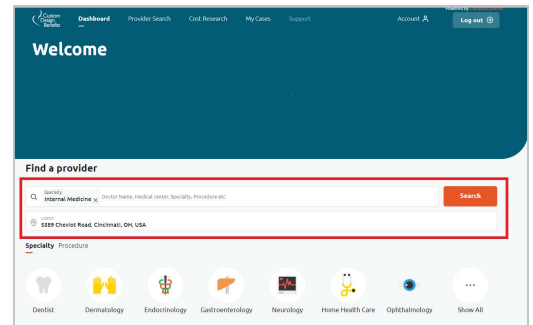 Custom
Design
Benefits
Dashboard
Provider Search
Cost Research
My Cases
Support
Account
Powered by
Log out
Welcome
Find a provider
Specialty
Internal Medicine x
Doctor Name, Medical center, Specialty, Procedure etc.
Search
5589 Cheviot Road, Cincinnati, OH, USA
Specialty Procedure
Dentist
Dermatology
Endocrinology
Gastroenterology
Neurology
Home Health Care
Ophthalmology
Show All